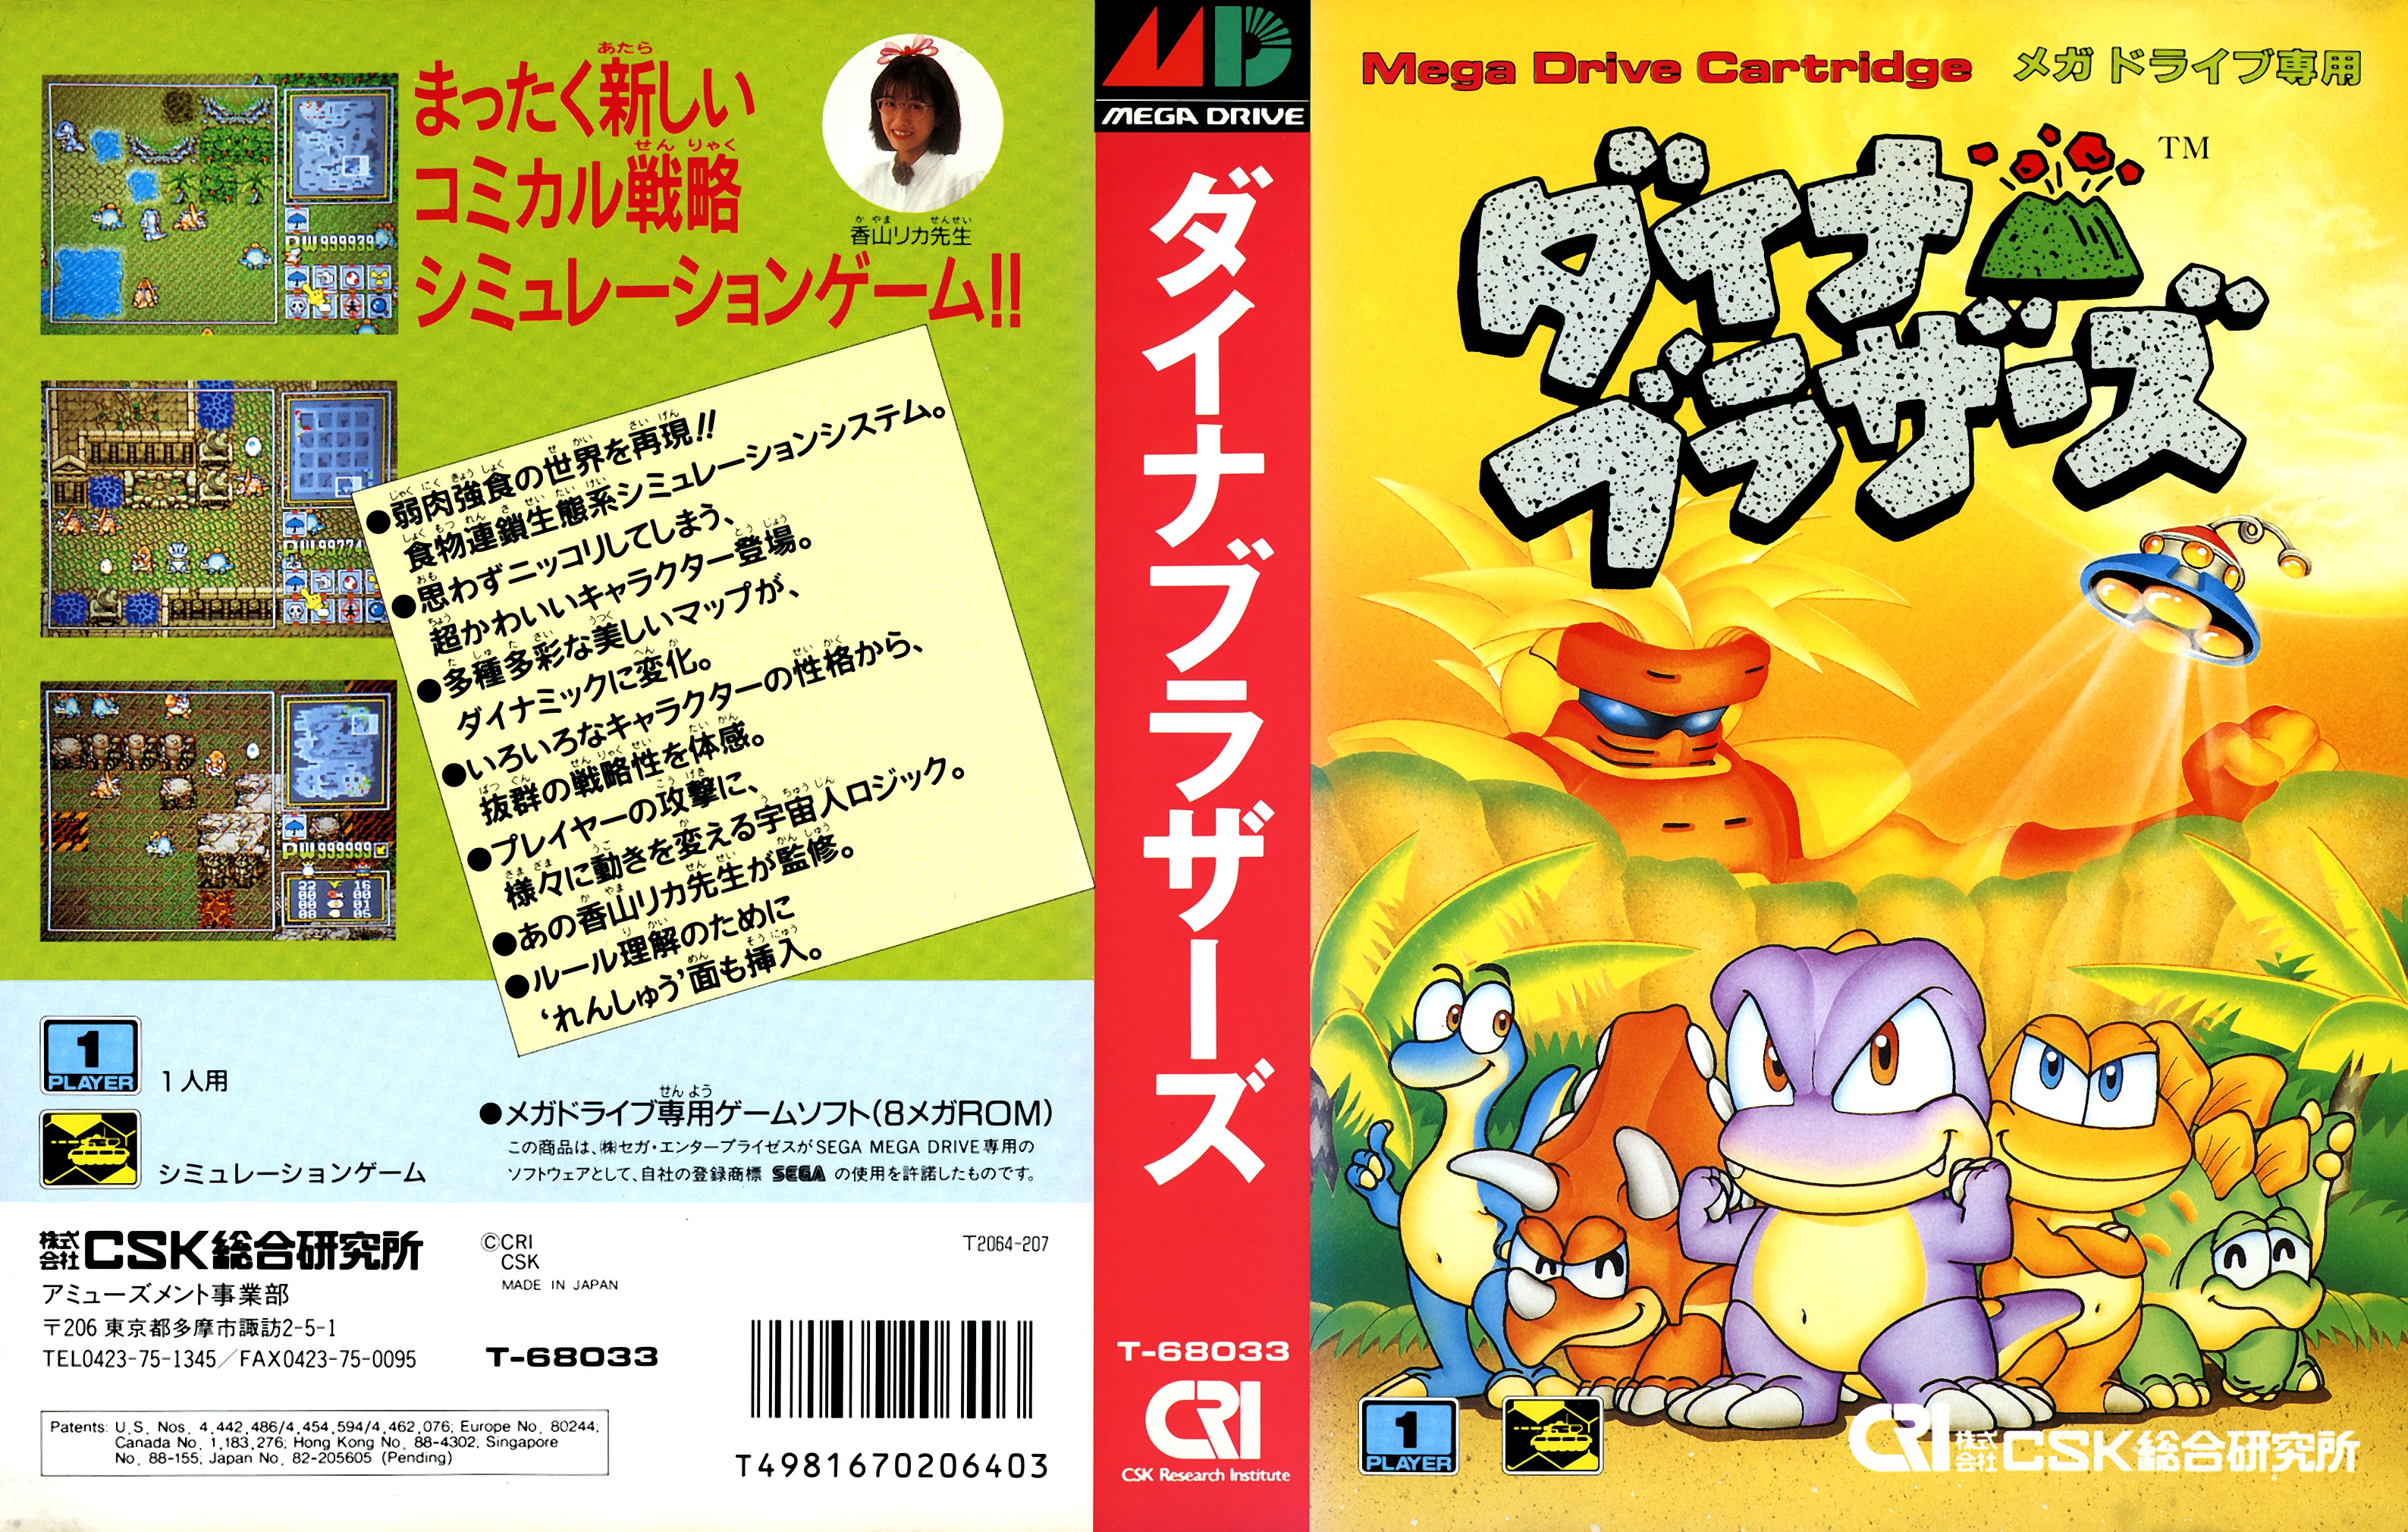 まったく新しい
コミカル戦略
シミュレーションゲーム!!
香山リカ先生
PW999939
PW99774
PW999999
22 16
00 00
00 01
08 05
●弱肉強食の世界を再現!!
食物連鎖生態系シミュレーションシステム。
●思わずニッコリしてしまう、
超かわいいキャラクター登場。
●多種多彩な美しいマップが、
ダイナミックに変化。
●いろいろなキャラクターの性格から、
抜群の戦略性を体感。
●プレイヤーの攻撃に、
様々に動きを変える宇宙人ロジック。
●あの香山リカ先生が監修。
●ルール理解のために
‘れんしゅう’面も挿入。
1
PLAYER
1人用
シミュレーションゲーム
●メガドライブ専用ゲームソフト(8メガROM)
この商品は、㈱セガ・エンタープライゼスがSEGA MEGA DRIVE専用の
ソフトウェアとして、自社の登録商標 SEGA の使用を許諾したものです。
株式会社CSK総合研究所
アミューズメント事業部
〒206 東京都多摩市諏訪2-5-1
TEL0423-75-1345/FAX0423-75-0095
©CRI
CSK
MADE IN JAPAN
T2064-207
T-68033
Patents: U.S. Nos. 4,442,486/4,454,594/4,462,076; Europe No. 80244;
Canada No. 1,183,276; Hong Kong No. 88-4302; Singapore
No. 88-155; Japan No. 82-205605 (Pending)
T4981670206403
MD
MEGA DRIVE
ダイナブラザーズ
T-68033
CRI
CSK Research Institute
Mega Drive Cartridge メガドライブ専用
ダイナ TM
ブラザーズ
1
PLAYER
CRI 株式会社CSK総合研究所